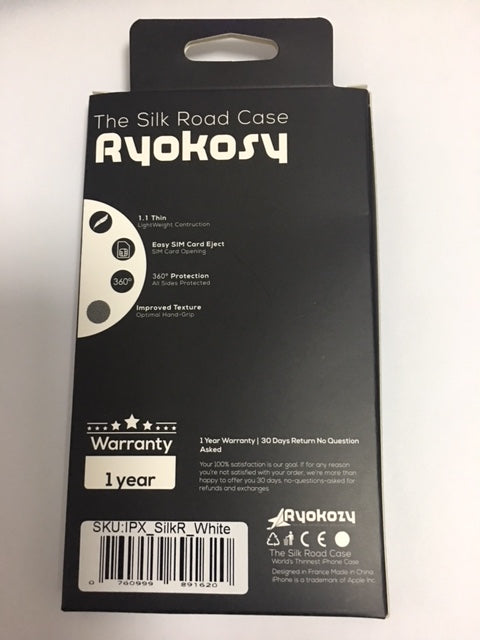 The Silk Road Case
Ryokosy
1.1 Thin
LightWeight Contruction
Easy SIM Card Eject
SIM Card Opening
360°
360° Protection
All Sides Protected
Improved Texture
Optimal Hand-Grip
Warranty
1 year
1 Year Warranty | 30 Days Return No Question
Asked
Your 100% satisfaction is our goal. If for any reason
you're not satisfied with your order, we're more than
happy to offer you 30 days, no-questions-asked for
refunds and exchanges.
SKU:IPX_SilkR_White
0 760999 891620
Ryokozy
CE
The Silk Road Case
World's Thinnest iPhone Case
Designed in France Made in China
iPhone is a trademark of Apple Inc